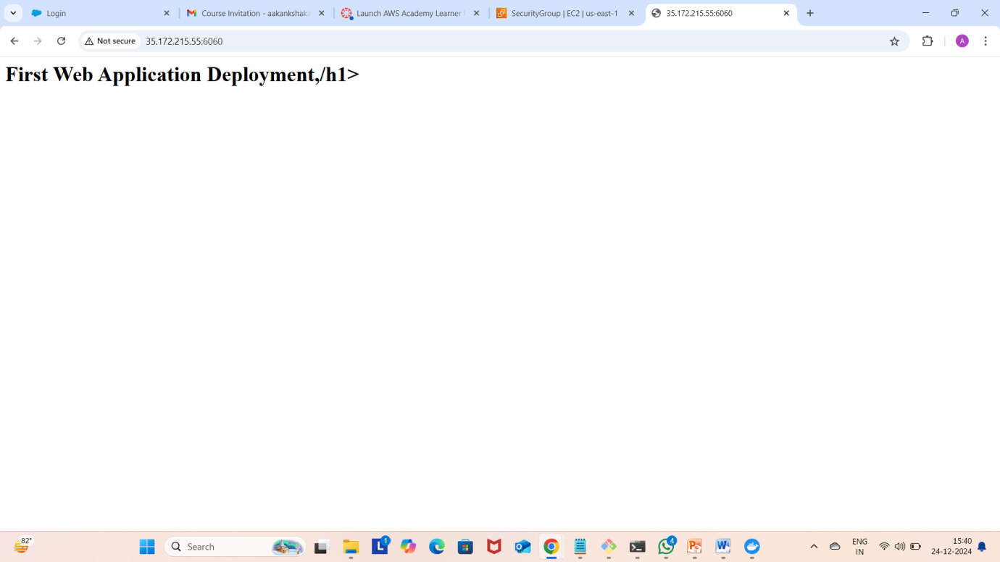 Login
Course Invitation - aakanksha
Launch AWS Academy Learner
SecurityGroup | EC2 | us-east-1
35.172.215.55:6060
Not secure
35.172.215.55:6060
A
First Web Application Deployment,/h1>
82°
Search
L
1
4
P
W
ENG
IN
15:40
24-12-2024